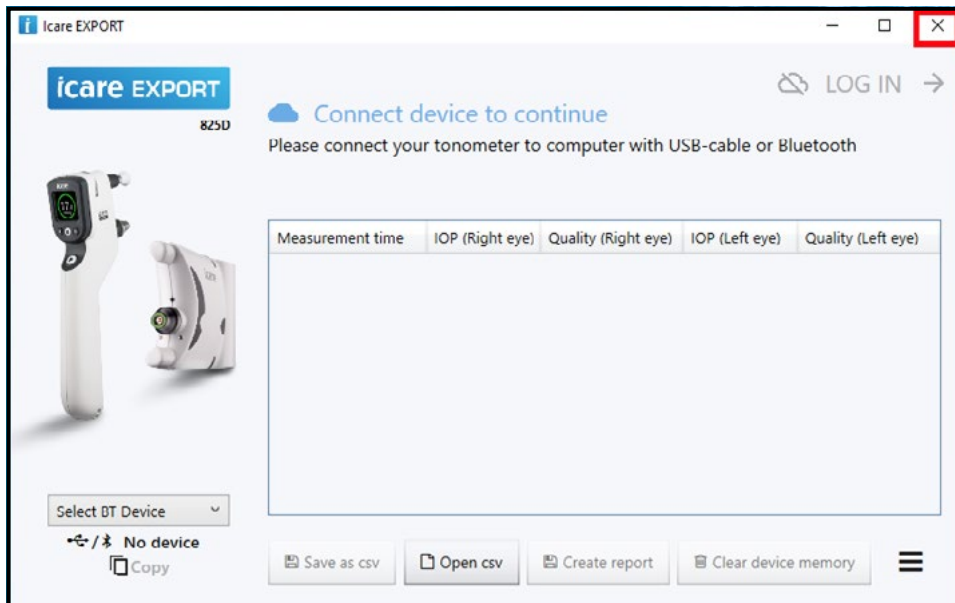 Icare EXPORT
icare EXPORT
825D
LOG IN
Connect device to continue
Please connect your tonometer to computer with USB-cable or Bluetooth
Measurement time IOP (Right eye) Quality (Right eye) IOP (Left eye) Quality (Left eye)
Select BT Device
/ No device
Copy
Save as csv Open csv Create report Clear device memory